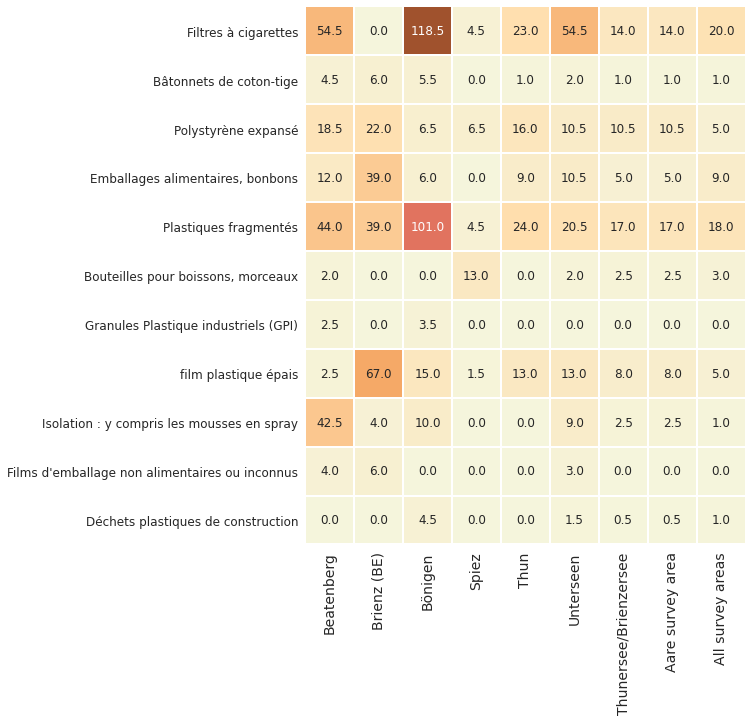 Filtres à cigarettes 54.5 0.0 118.5 4.5 23.0 54.5 14.0 14.0 20.0
Bâtonnets de coton-tige 4.5 6.0 5.5 0.0 1.0 2.0 1.0 1.0 1.0
Polystyrène expansé 18.5 22.0 6.5 6.5 16.0 10.5 10.5 10.5 5.0
Emballages alimentaires, bonbons 12.0 39.0 6.0 0.0 9.0 10.5 5.0 5.0 9.0
Plastiques fragmentés 44.0 39.0 101.0 4.5 24.0 20.5 17.0 17.0 18.0
Bouteilles pour boissons, morceaux 2.0 0.0 0.0 13.0 0.0 2.0 2.5 2.5 3.0
Granules Plastique industriels (GPI) 2.5 0.0 3.5 0.0 0.0 0.0 0.0 0.0 0.0
film plastique épais 2.5 67.0 15.0 1.5 13.0 13.0 8.0 8.0 5.0
Isolation : y compris les mousses en spray 42.5 4.0 10.0 0.0 0.0 9.0 2.5 2.5 1.0
Films d'emballage non alimentaires ou inconnus 4.0 6.0 0.0 0.0 0.0 3.0 0.0 0.0 0.0
Déchets plastiques de construction 0.0 0.0 4.5 0.0 0.0 1.5 0.5 0.5 1.0
Beatenberg
Brienz (BE)
Bönigen
Spiez
Thun
Unterseen
Thunersee/Brienzersee
Aare survey area
All survey areas